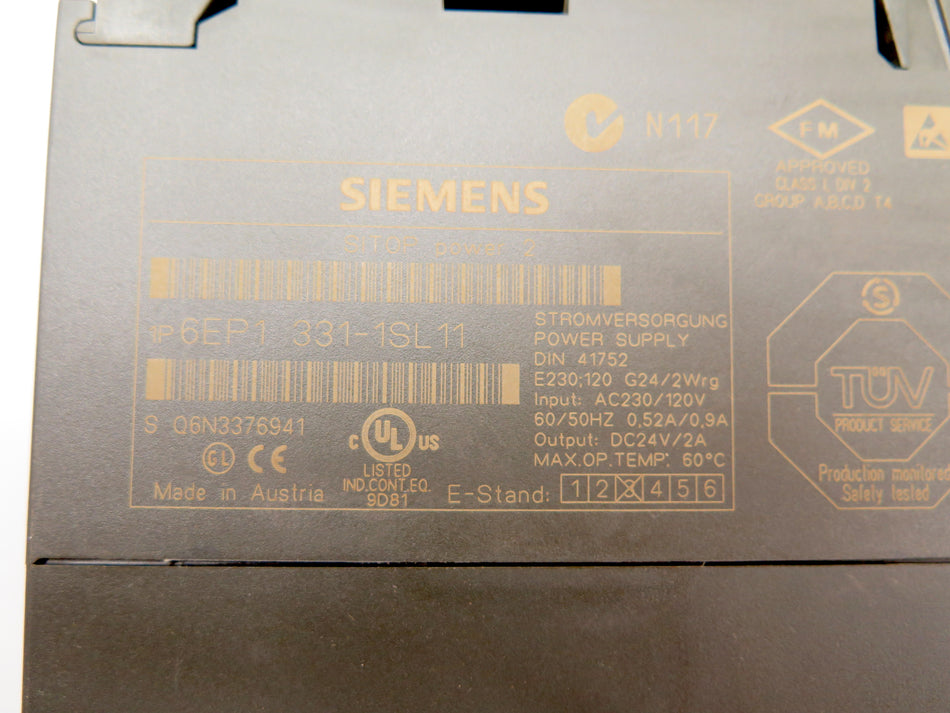 N117
FM
APPROVED
CLASS I, DIV 2
GROUP A,B,C,D T4
SIEMENS
SITOP power 2
1P 6EP1 331-1SL11
S Q6N3376941
GL CE
C UL US
LISTED
IND.CONT.EQ.
9D81
Made in Austria
E-Stand: 1 2 3 4 5 6
STROMVERSORGUNG
POWER SUPPLY
DIN 41752
E230;120 G24/2Wrg
Input: AC230/120V
60/50HZ 0,52A/0,9A
Output: DC24V/2A
MAX.OP.TEMP: 60°C
S
TÜV
PRODUCT SERVICE
Production monitored
Safety tested